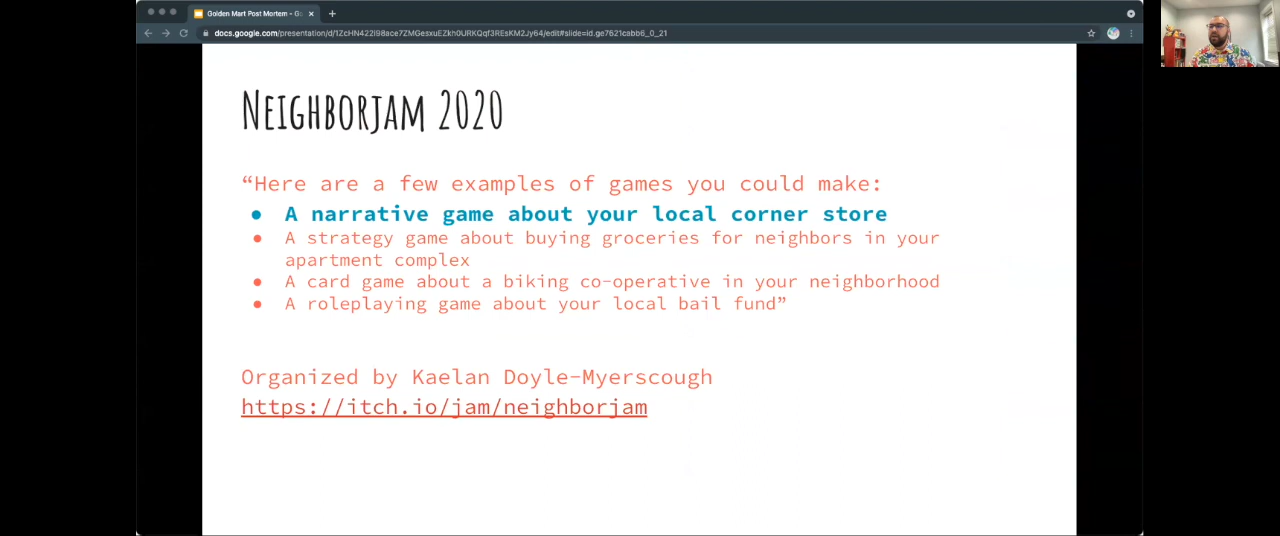 Golden Mart Post Mortem - Go
docs.google.com/presentation/d/1ZcHN422I98ace7ZMGesxuEZkh0URKQqf3REsKM2Jy64/edit#slide=id.ge7621cabb6_0_21
NEIGHBORJAM 2020
“Here are a few examples of games you could make:
● A narrative game about your local corner store
● A strategy game about buying groceries for neighbors in your
apartment complex
● A card game about a biking co-operative in your neighborhood
● A roleplaying game about your local bail fund”
Organized by Kaelan Doyle-Myerscough
https://itch.io/jam/neighborjam